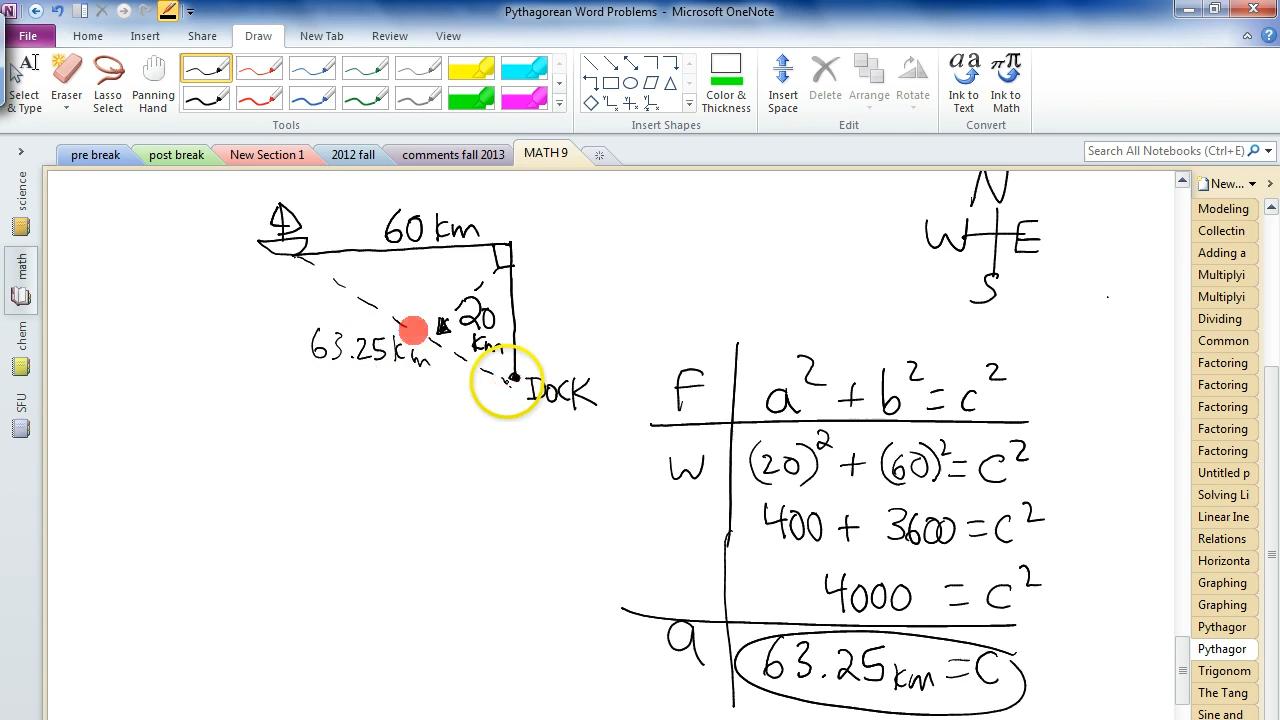 Pythagorean Word Problems - Microsoft OneNote
File Home Insert Share Draw New Tab Review View
Select & Type
Eraser
Lasso Select
Panning Hand
Color & Thickness
Insert Space
Delete
Arrange
Rotate
Ink to Text
Ink to Math
Tools Insert Shapes Edit Convert
pre break post break New Section 1 2012 fall comments fall 2013 MATH 9
Search All Notebooks (Ctrl+E)
science
math
chem
SFU
New...
Modeling
Collectin
Adding a
Multiplyi
Multiplyi
Dividing
Common
Factoring
Factoring
Factoring
Factoring
Factoring
Factoring
Untitled p
Solving Li
Linear Ine
Relations
Horizonta
Graphing
Graphing
Pythagor
Pythagor
Trigonom
The Tang
Sine and
N
W E
S
60 km
20 km
63.25km
DOCK
F a² + b² = c²
W (20)² + (60)² = c²
400 + 3600 = c²
4000 = c²
a 63.25 km = c